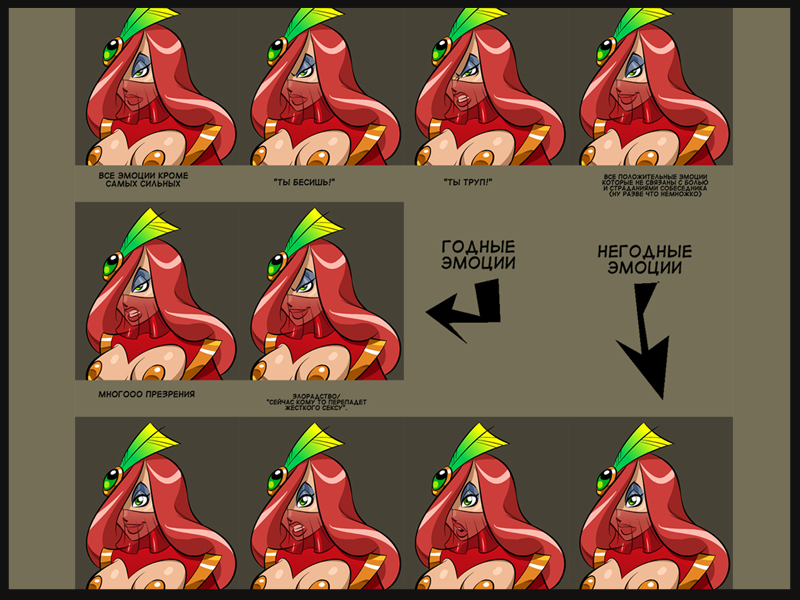 ВСЕ ЭМОЦИИ КРОМЕ
САМЫХ СИЛЬНЫХ
"ТЫ БЕСИШЬ!"
"ТЫ ТРУП!"
ВСЕ ПОЛОЖИТЕЛЬНЫЕ ЭМОЦИИ
КОТОРЫЕ НЕ СВЯЗАНЫ С БОЛЬЮ
И СТРАДАНИЯМИ СОБЕСЕДНИКА
(НУ РАЗВЕ ЧТО НЕМНОЖКО)
ГОДНЫЕ
ЭМОЦИИ
НЕГОДНЫЕ
ЭМОЦИИ
МНОГООО ПРЕЗРЕНИЯ
ЗЛОРАДСТВО/
"СЕЙЧАС КОМУ ТО ПЕРЕПАДЕТ
ЖЕСТКОГО СЕКСУ".